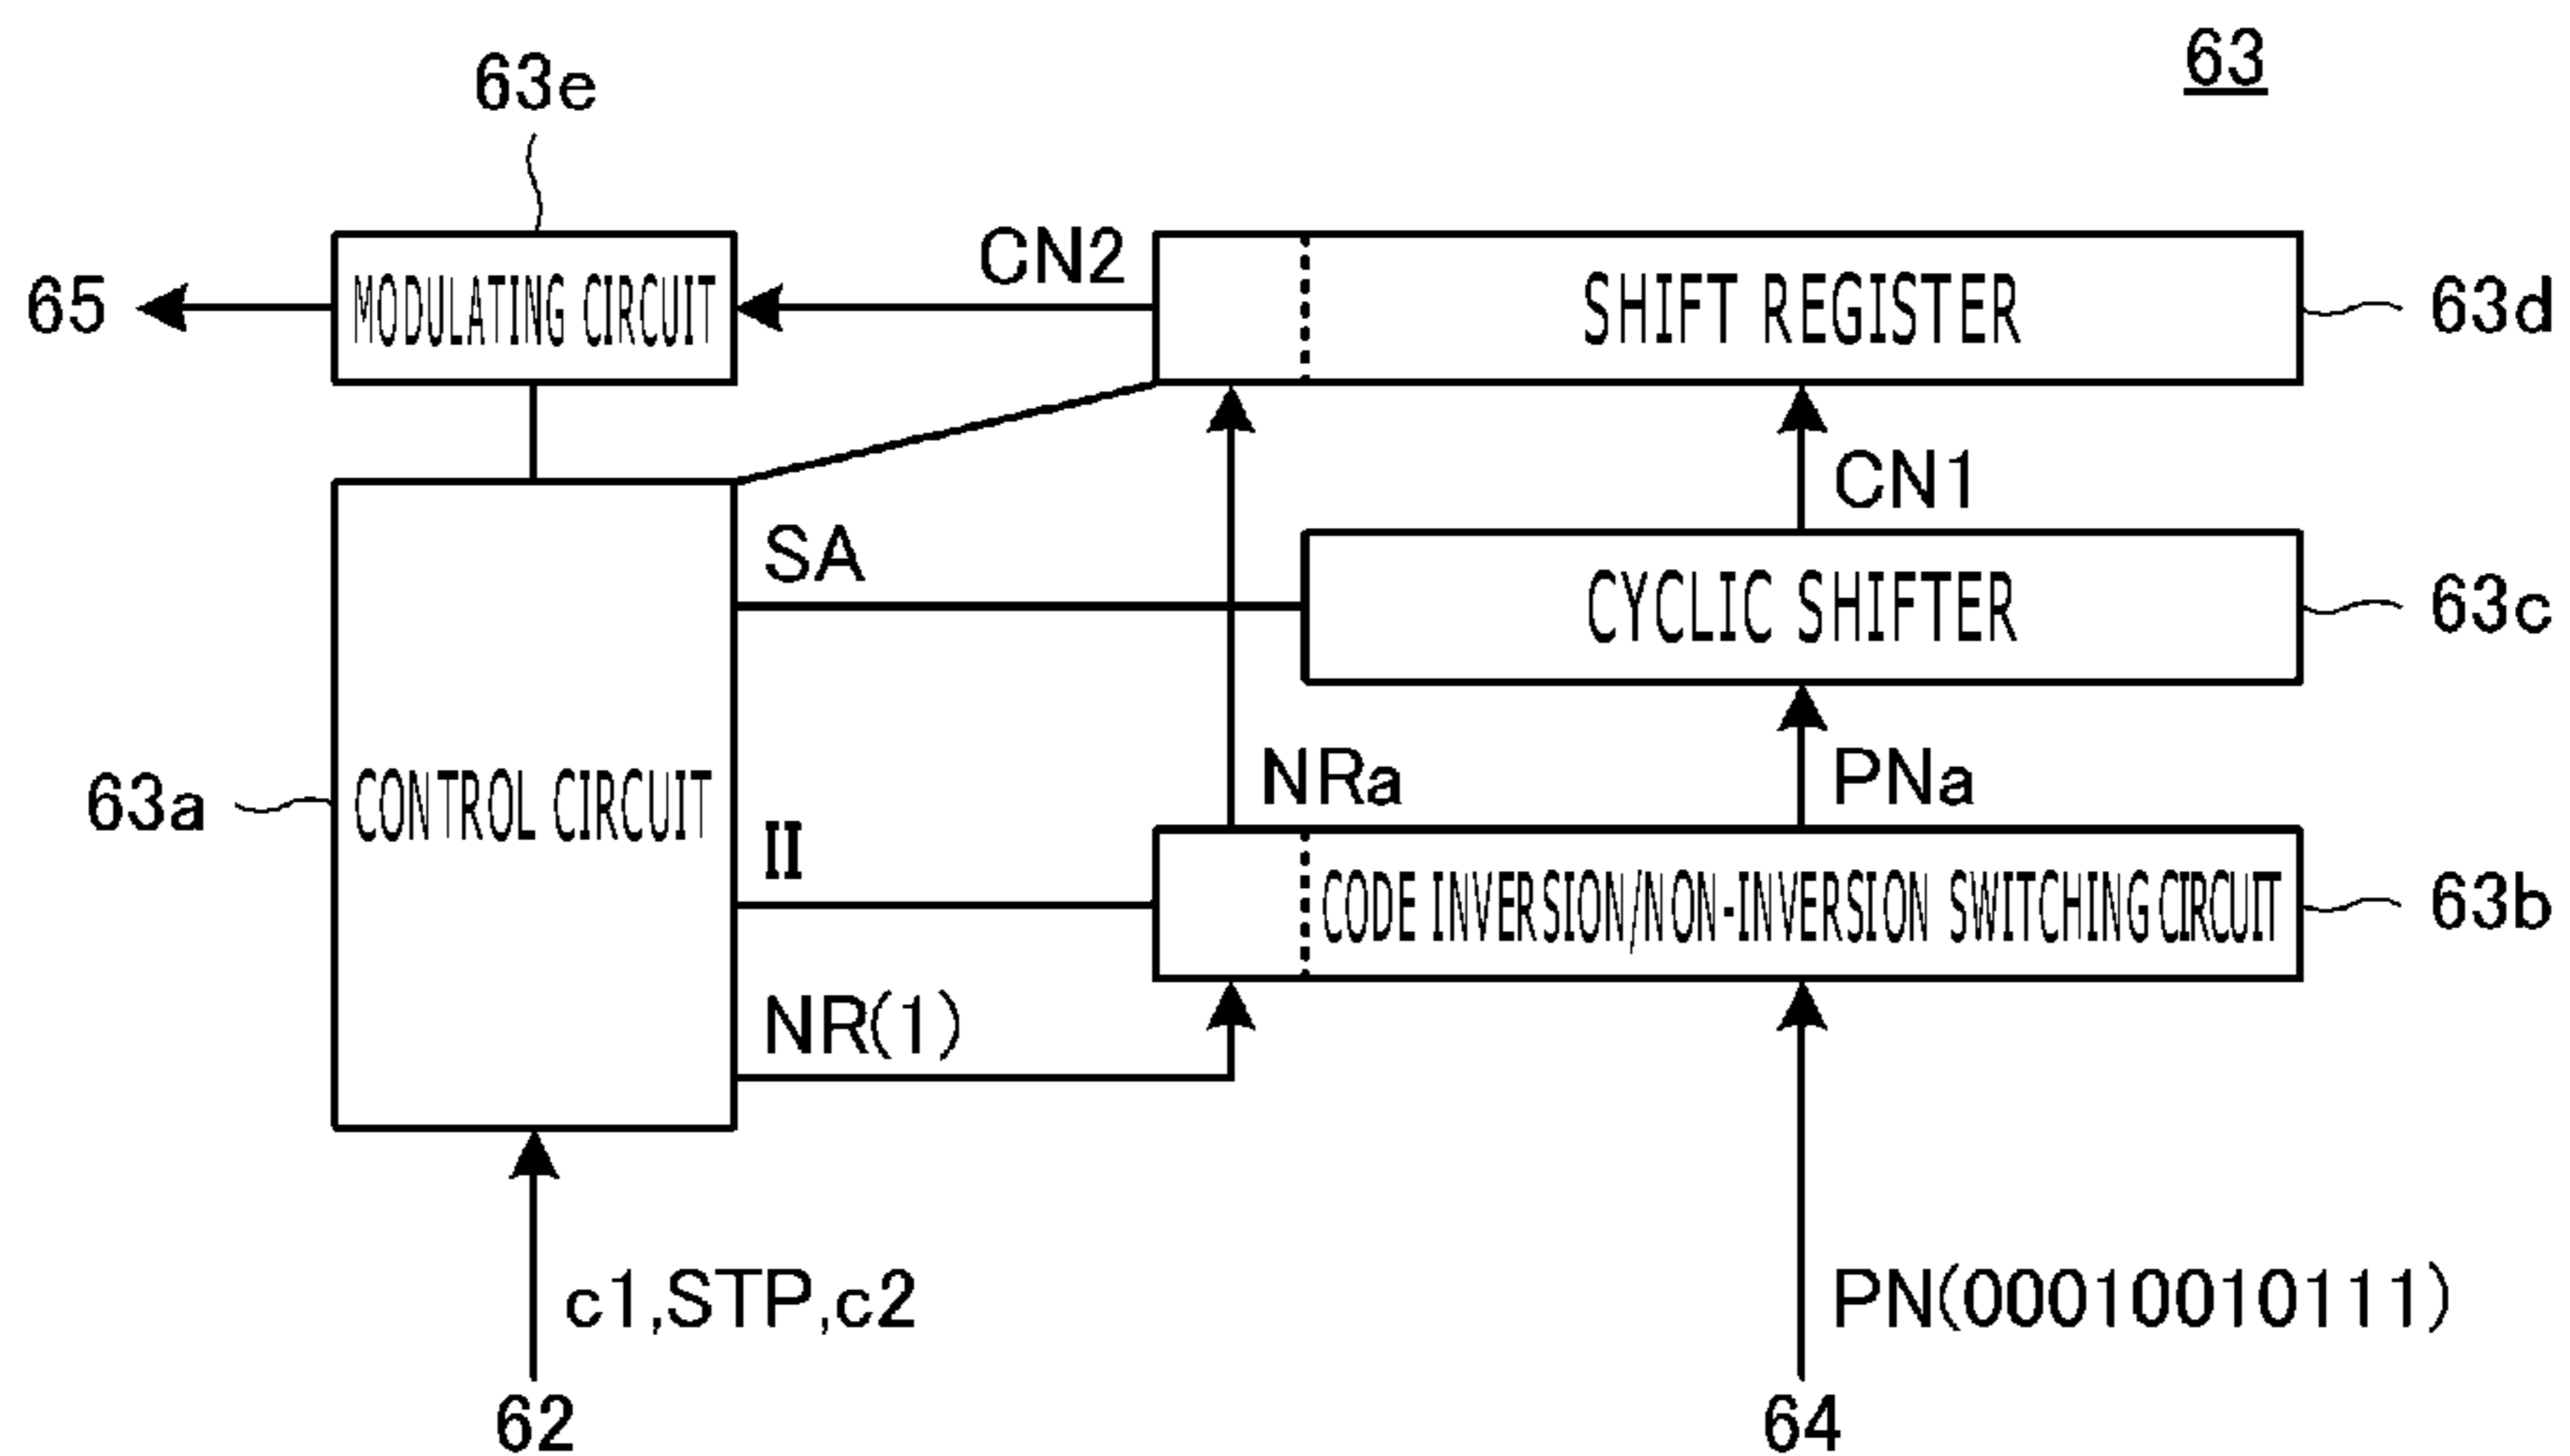 63
63e
65
MODULATING CIRCUIT
CN2
SHIFT REGISTER
63d
CN1
SA
CYCLIC SHIFTER
63c
63a
CONTROL CIRCUIT
NRa
PNa
II
CODE INVERSION/NON-INVERSION SWITCHING CIRCUIT
63b
NR(1)
c1,STP,c2
PN(00010010111)
62
64